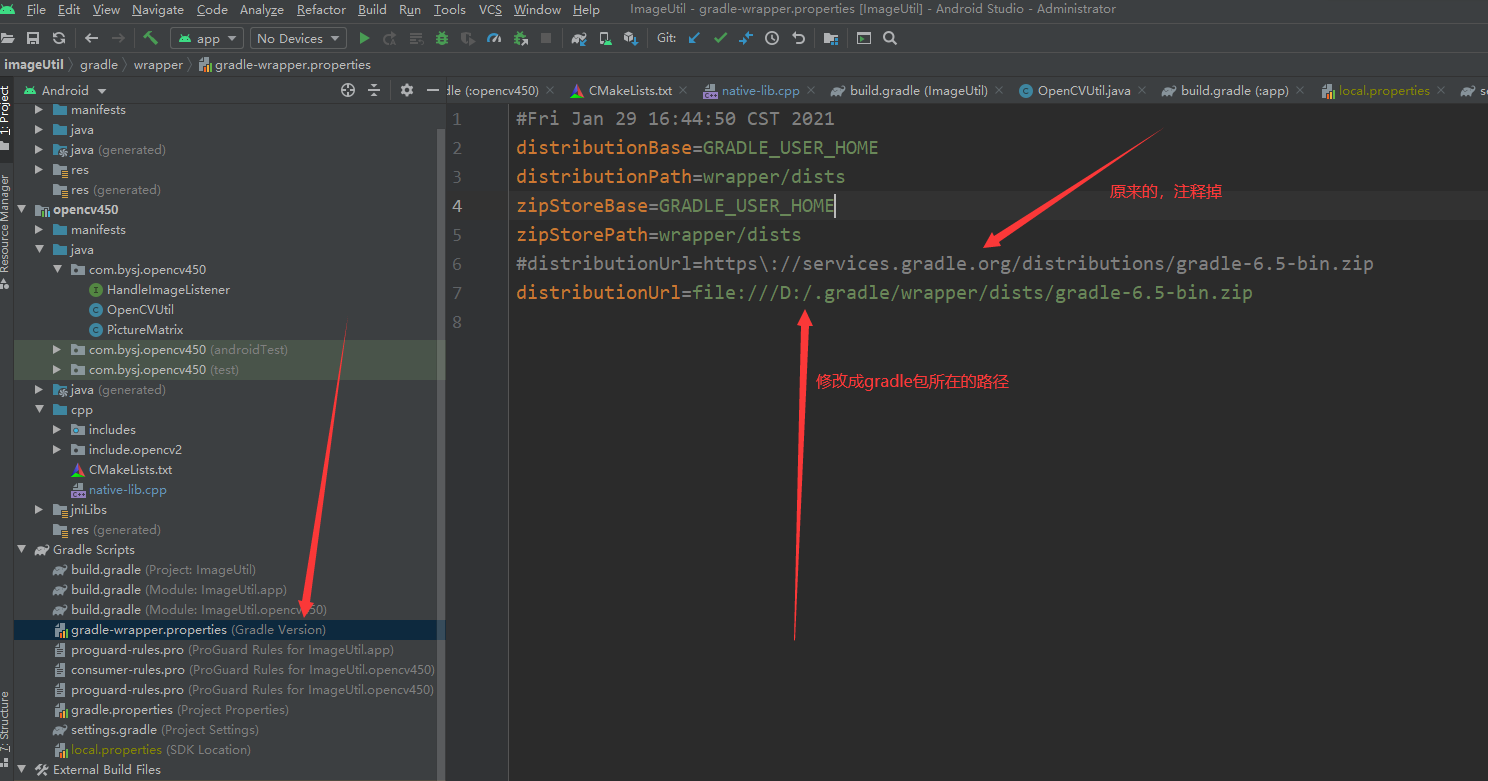 File Edit View Navigate Code Analyze Refactor Build Run Tools VCS Window Help ImageUtil - gradle-wrapper.properties [ImageUtil] - Android Studio - Administrator
app No Devices Git:
imageUtil gradle wrapper gradle-wrapper.properties
Android
dle (:opencv450) CMakeLists.txt native-lib.cpp build.gradle (ImageUtil) OpenCVUtil.java build.gradle (:app) local.properties se
1: Project
Resource Manager
7: Structure
manifests
java
java (generated)
res
res (generated)
opencv450
manifests
java
com.bysj.opencv450
HandleImageListener
OpenCVUtil
PictureMatrix
com.bysj.opencv450 (androidTest)
com.bysj.opencv450 (test)
java (generated)
cpp
includes
include.opencv2
CMakeLists.txt
native-lib.cpp
jniLibs
res (generated)
Gradle Scripts
build.gradle (Project: ImageUtil)
build.gradle (Module: ImageUtil.app)
build.gradle (Module: ImageUtil.opencv450)
gradle-wrapper.properties (Gradle Version)
proguard-rules.pro (ProGuard Rules for ImageUtil.app)
consumer-rules.pro (ProGuard Rules for ImageUtil.opencv450)
proguard-rules.pro (ProGuard Rules for ImageUtil.opencv450)
gradle.properties (Project Properties)
settings.gradle (Project Settings)
local.properties (SDK Location)
External Build Files
1 #Fri Jan 29 16:44:50 CST 2021
2 distributionBase=GRADLE_USER_HOME
3 distributionPath=wrapper/dists
原来的，注释掉
4 zipStoreBase=GRADLE_USER_HOME
5 zipStorePath=wrapper/dists
6 #distributionUrl=https\://services.gradle.org/distributions/gradle-6.5-bin.zip
7 distributionUrl=file:///D:/.gradle/wrapper/dists/gradle-6.5-bin.zip
8
修改成gradle包所在的路径